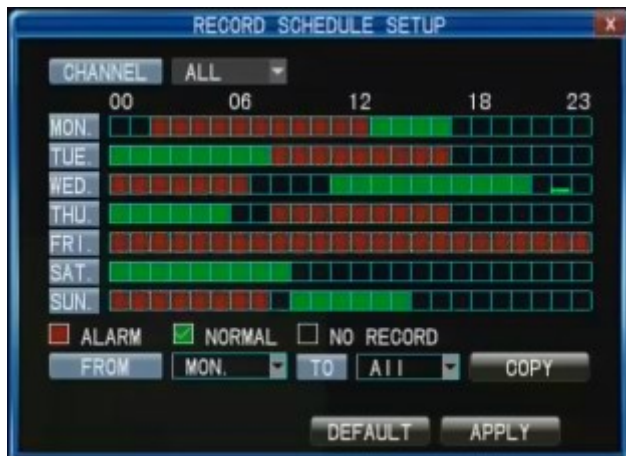 RECORD SCHEDULE SETUP X
CHANNEL ALL
00 06 12 18 23
MON.
TUE.
WED.
THU.
FRI.
SAT.
SUN.
ALARM NORMAL NO RECORD
FROM MON. TO All COPY
DEFAULT APPLY